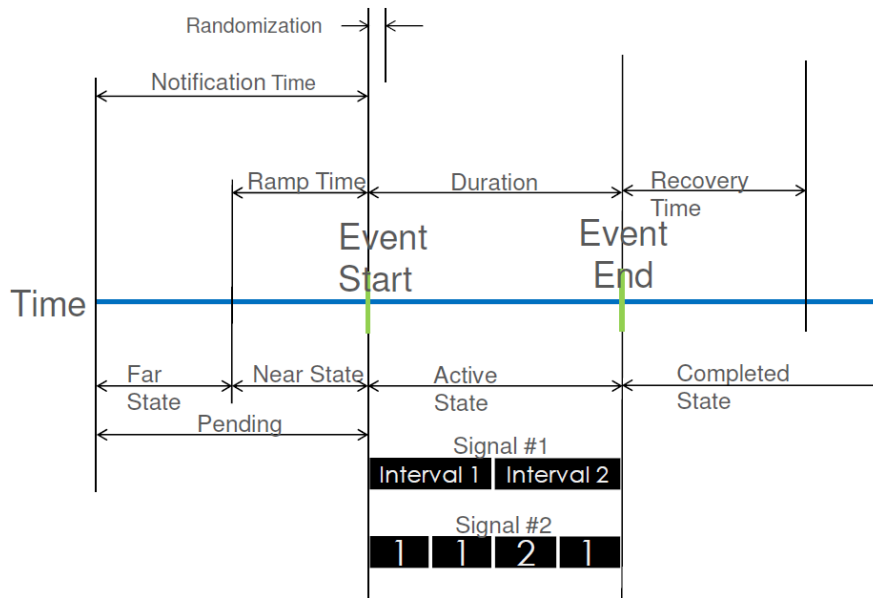 Randomization
Notification Time
Ramp Time
Duration
Recovery
Time
Event
Start
Event
End
Time
Far
State
Near State
Active
State
Completed
State
Pending
Signal #1
Interval 1
Interval 2
Signal #2
1 1 2 1